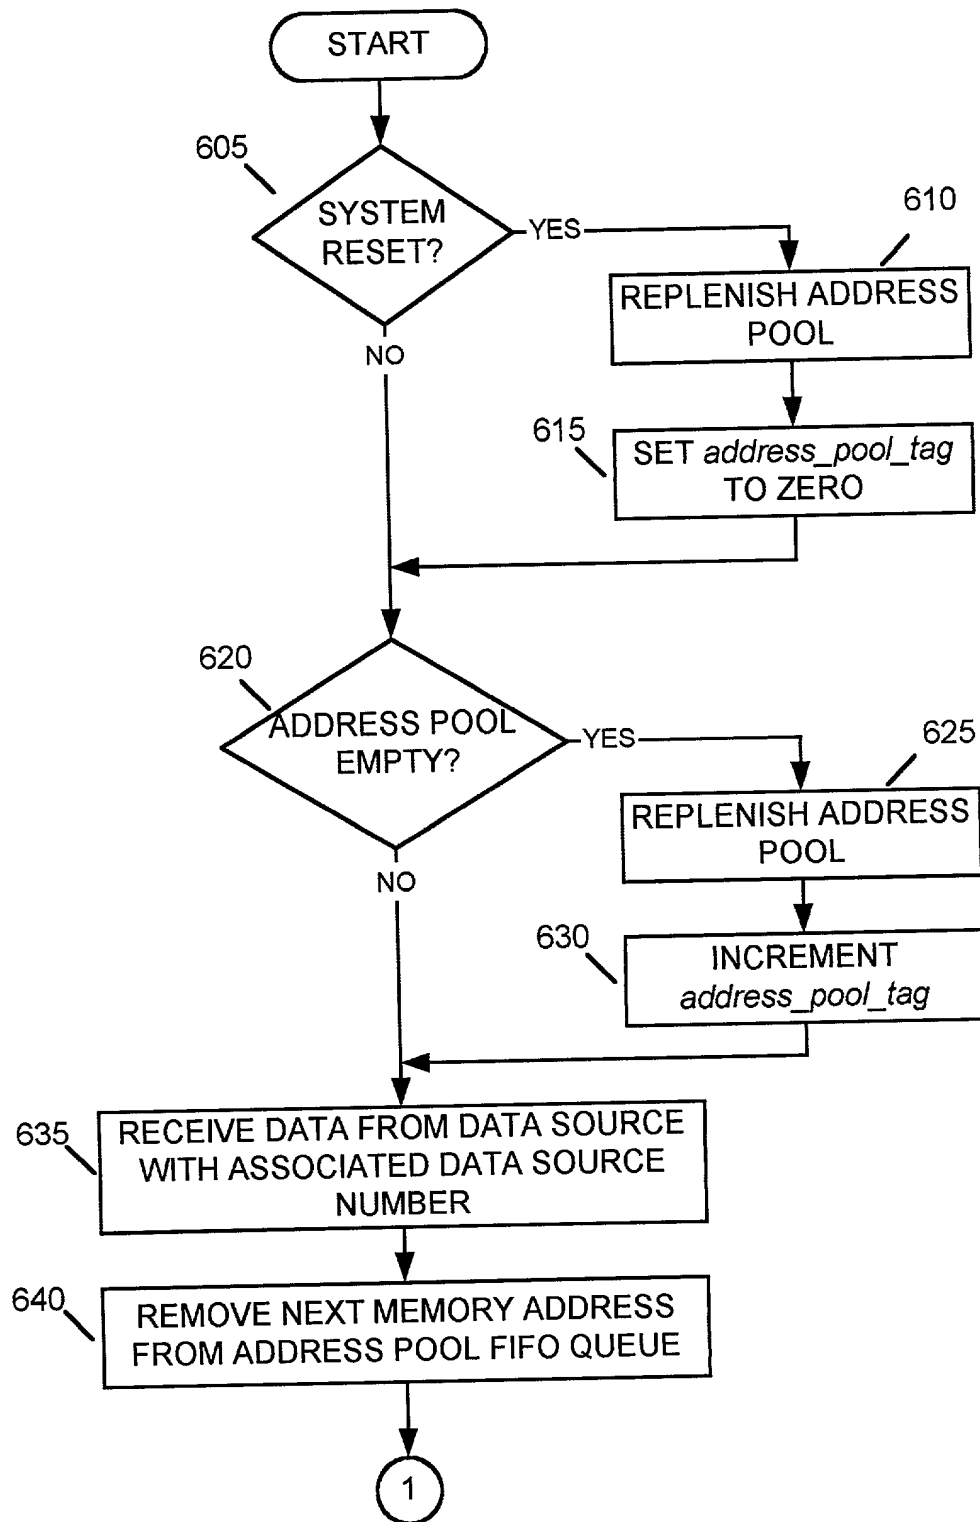 START
605
SYSTEM
RESET?
YES
610
REPLENISH ADDRESS
POOL
NO
615
SET address_pool_tag
TO ZERO
620
ADDRESS POOL
EMPTY?
YES
625
REPLENISH ADDRESS
POOL
NO
630
INCREMENT
address_pool_tag
635
RECEIVE DATA FROM DATA SOURCE
WITH ASSOCIATED DATA SOURCE
NUMBER
640
REMOVE NEXT MEMORY ADDRESS
FROM ADDRESS POOL FIFO QUEUE
1